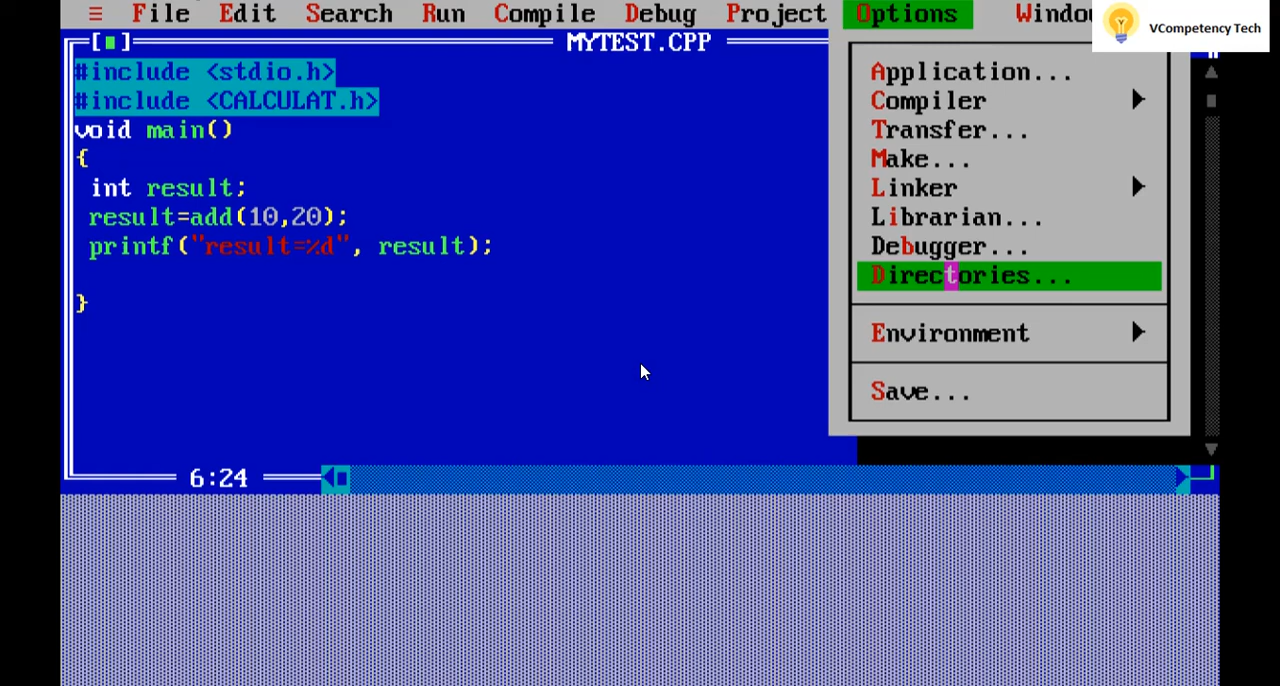 ≡ File Edit Search Run Compile Debug Project Options Windo
VCompetency Tech
MYTEST.CPP
#include <stdio.h>
#include <CALCULAT.h>
void main()
{
int result;
result=add(10,20);
printf("result=%d", result);
}
6:24
Application...
Compiler
Transfer...
Make...
Linker
Librarian...
Debugger...
Directories...
Environment
Save...